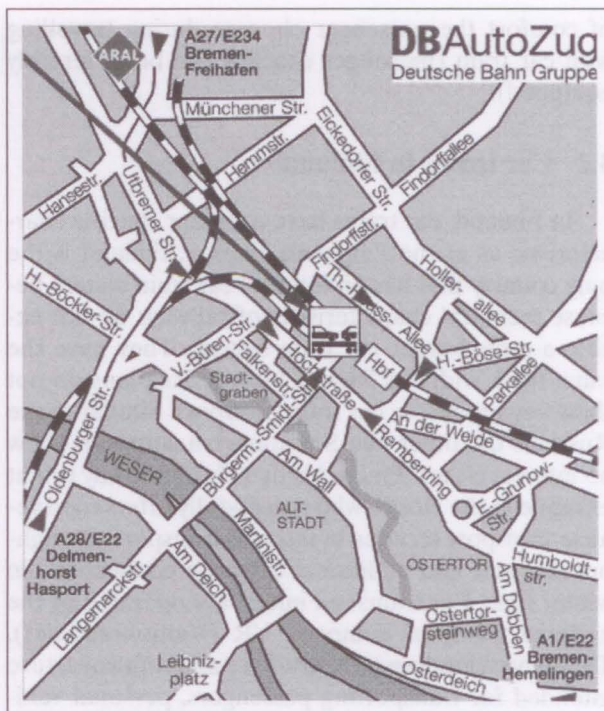 A27/E234
Bremen-
Freihafen
DBAutoZug
Deutsche Bahn Gruppe
ARAL
Münchener Str.
Eickedorfer Str.
Findorffallee
Hemmstr.
Hansestr.
Utbremer Str.
Findorffstr.
Th.-Heuss-Allee
Holler-
allee
H.-Böckler-Str.
V.-Büren-Str.
Falkenstr.
Hochstraße
Hbf
H.-Böse-Str.
Parkallee
Stadt-
graben
Bürgerm.-Smidt-Str.
An der Weide
Rembertring
Oldenburger Str.
WESER
Am Wall
E.-Grunow-
Str.
ALT-
STADT
Martinistr.
A28/E22
Delmen-
horst
Hasport
Am Deich
OSTERTOR
Humboldt-
str.
Am Dobben
Langemarckstr.
Ostertor-
steinweg
A1/E22
Bremen-
Hemelingen
Leibniz-
platz
Osterdeich